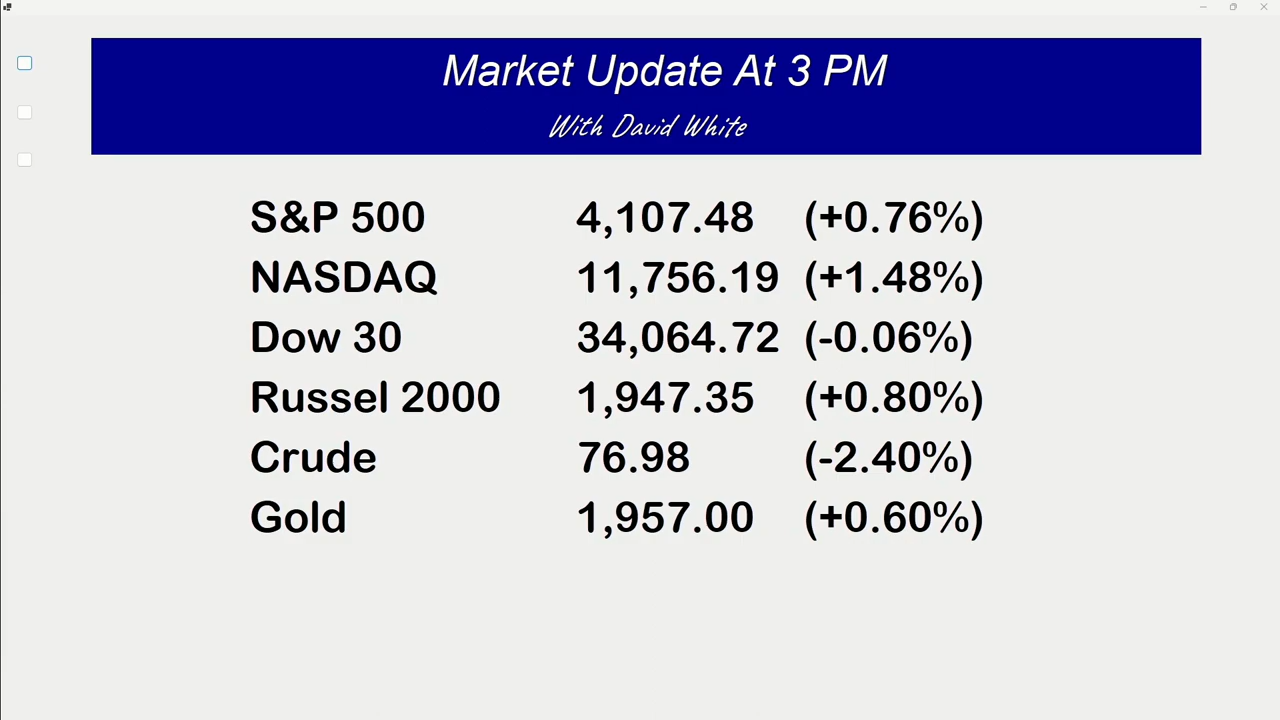 Market Update At 3 PM
With David White
S&P 500 4,107.48 (+0.76%)
NASDAQ 11,756.19 (+1.48%)
Dow 30 34,064.72 (-0.06%)
Russel 2000 1,947.35 (+0.80%)
Crude 76.98 (-2.40%)
Gold 1,957.00 (+0.60%)